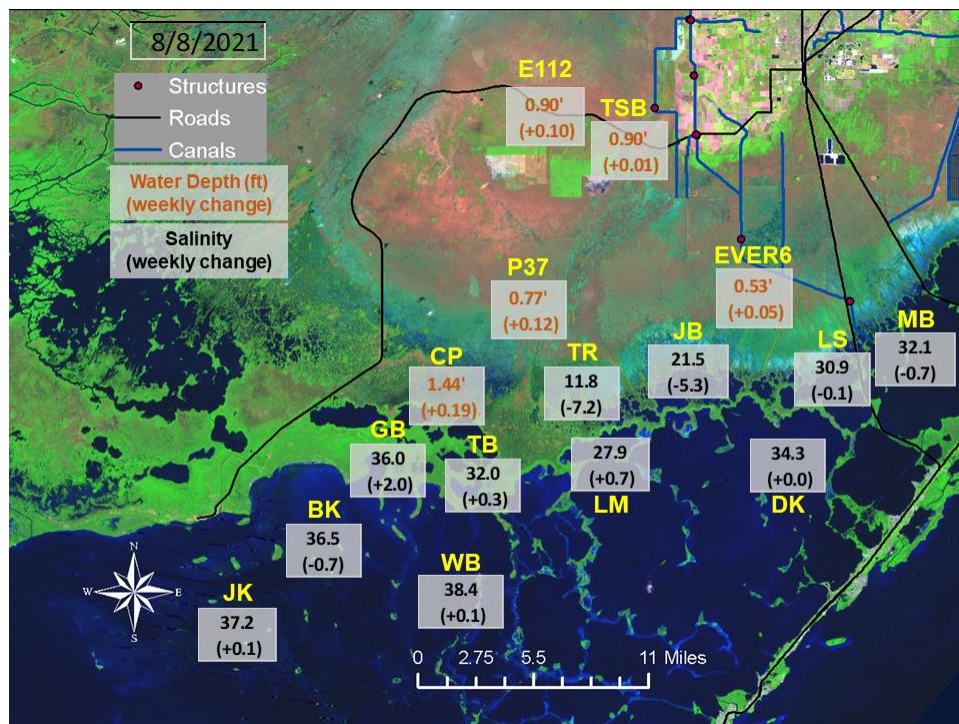 8/8/2021
Structures
Roads
Canals
Water Depth (ft)
(weekly change)
Salinity
(weekly change)
E112
0.90'
(+0.10)
TSB
0.90'
(+0.01)
P37
0.77'
(+0.12)
EVER6
0.53'
(+0.05)
CP
1.44'
(+0.19)
TR
11.8
(-7.2)
JB
21.5
(-5.3)
LS
30.9
(-0.1)
MB
32.1
(-0.7)
GB
36.0
(+2.0)
TB
32.0
(+0.3)
27.9
(+0.7)
LM
34.3
(+0.0)
DK
BK
36.5
(-0.7)
WB
38.4
(+0.1)
JK
37.2
(+0.1)
N
W E
S
0 2.75 5.5 11 Miles